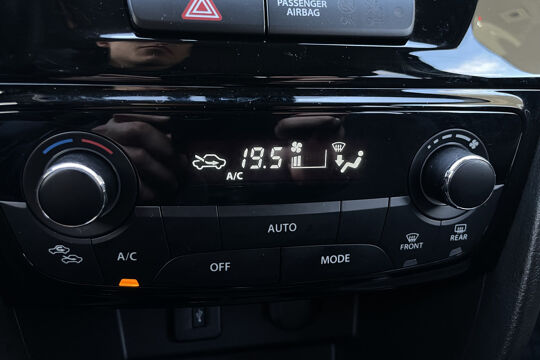 PASSENGER
AIRBAG
19.5
A/C
AUTO
A/C
OFF
MODE
FRONT
REAR